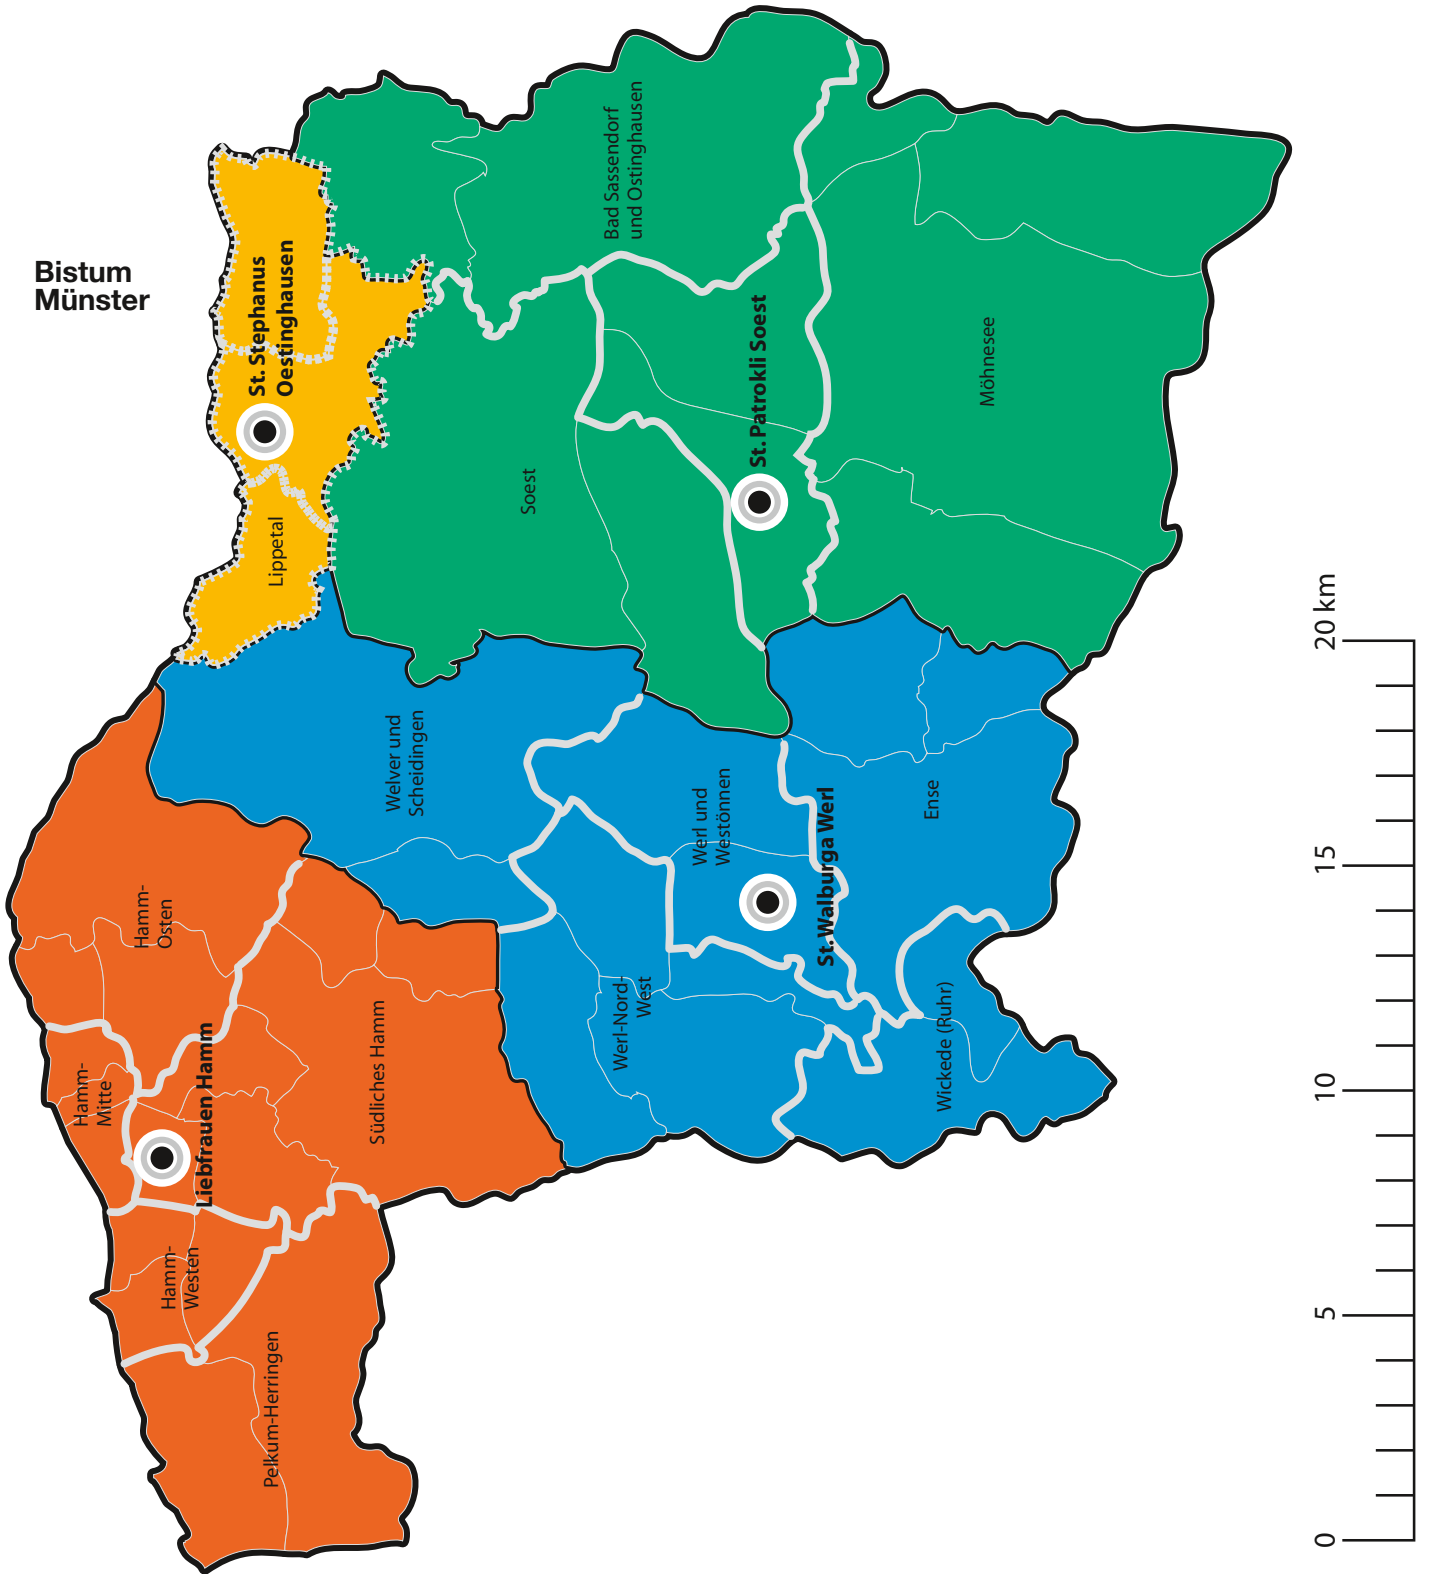 Bistum
Münster
St. Stephanus
Oestinghausen
Lippetal
Bad Sassendorf
und Ostinghausen
Soest
St. Patrokli Soest
Möhnesee
Welver und
Scheidingen
Werl und
Westönnen
St.Walburga Werl
Ense
Werl-Nord-
West
Wickede (Ruhr)
Hamm-
Osten
Hamm-
Mitte
Liebfrauen Hamm
Südliches Hamm
Hamm-
Westen
Pelkum-Herringen
0
5
10
15
20 km